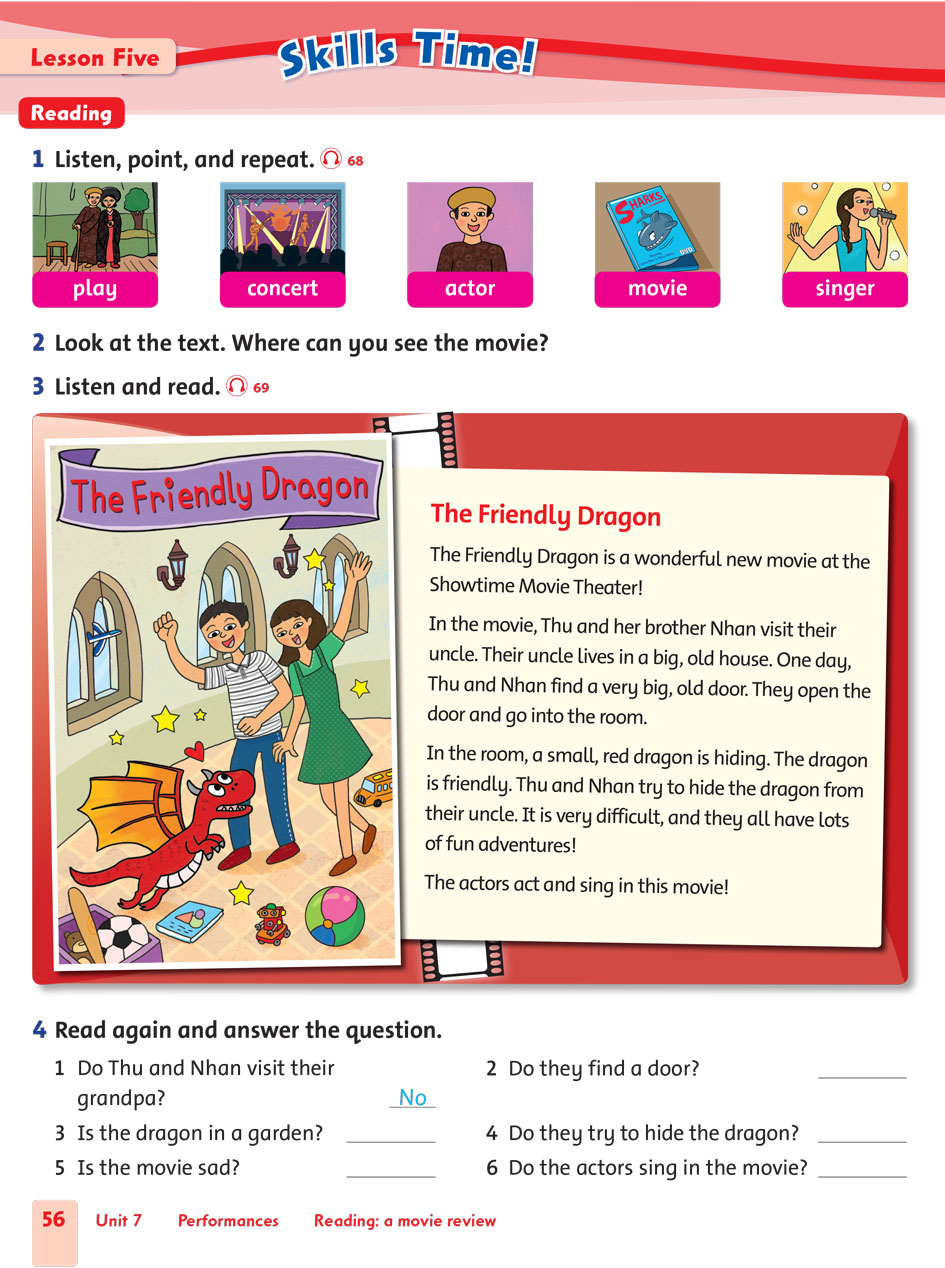 Lesson Five
Skills Time!
Reading
1 Listen, point, and repeat. 68
SHARKS
DVD
play
concert
actor
movie
singer
2 Look at the text. Where can you see the movie?
3 Listen and read. 69
The Friendly Dragon
The Friendly Dragon
The Friendly Dragon is a wonderful new movie at the
Showtime Movie Theater!
In the movie, Thu and her brother Nhan visit their
uncle. Their uncle lives in a big, old house. One day,
Thu and Nhan find a very big, old door. They open the
door and go into the room.
In the room, a small, red dragon is hiding. The dragon
is friendly. Thu and Nhan try to hide the dragon from
their uncle. It is very difficult, and they all have lots
of fun adventures!
The actors act and sing in this movie!
4 Read again and answer the question.
1 Do Thu and Nhan visit their
grandpa? No
2 Do they find a door?
3 Is the dragon in a garden?
4 Do they try to hide the dragon?
5 Is the movie sad?
6 Do the actors sing in the movie?
56 Unit 7 Performances Reading: a movie review